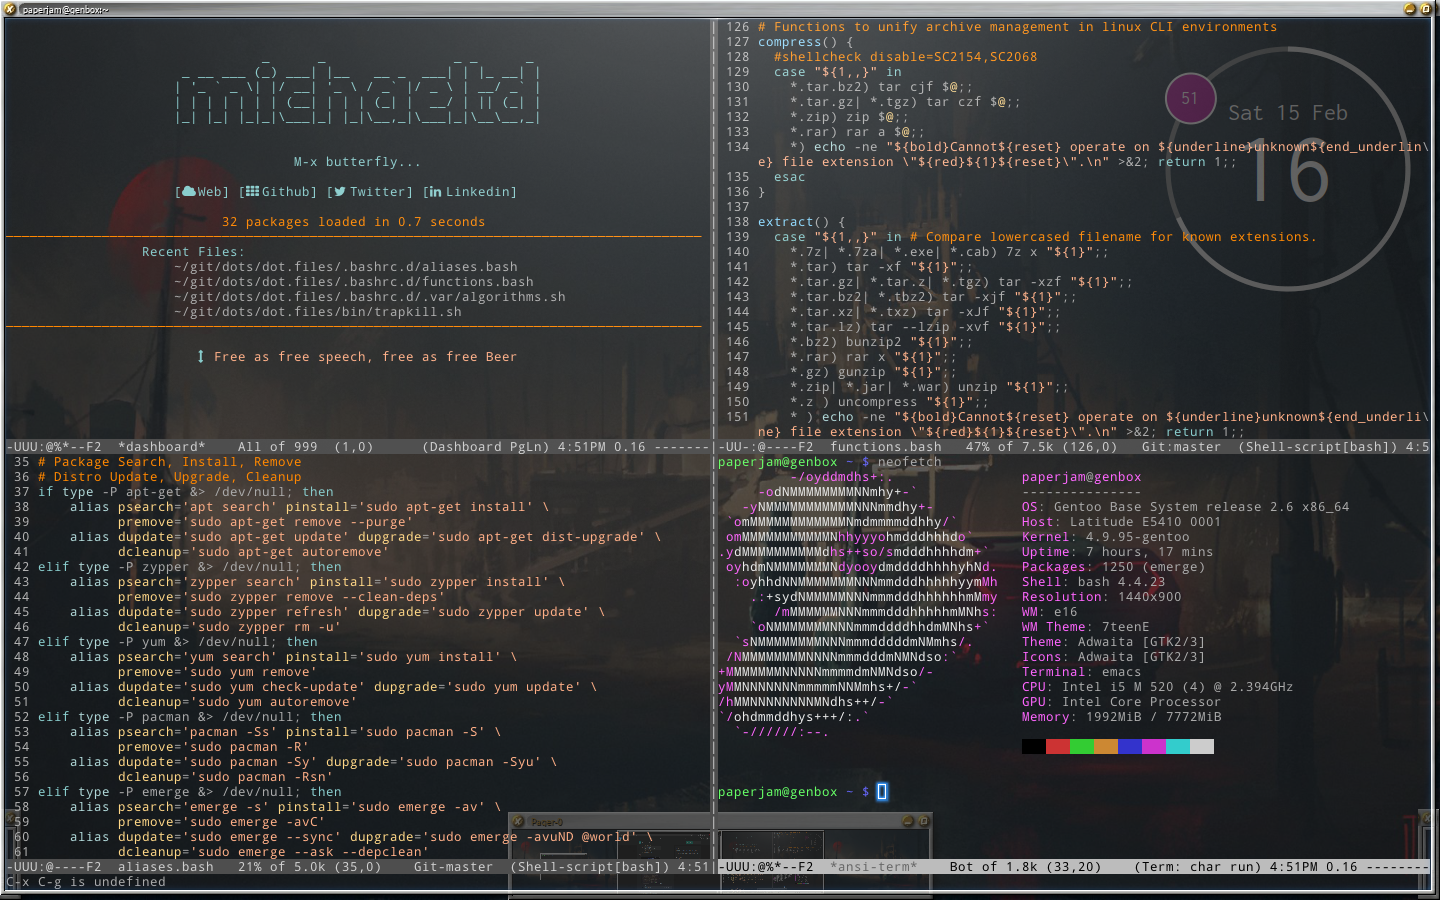 paperjam@genbox:~
michaeld
M-x butterfly...
[Web] [Github] [Twitter] [Linkedin]
32 packages loaded in 0.7 seconds
Recent Files:
~/git/dots/dot.files/.bashrc.d/aliases.bash
~/git/dots/dot.files/.bashrc.d/functions.bash
~/git/dots/dot.files/.bashrc.d/.var/algorithms.sh
~/git/dots/dot.files/bin/trapkill.sh
Free as free speech, free as free Beer
-UUU:@%*--F2  *dashboard*    All of 999  (1,0)      (Dashboard PgLn) 4:51PM 0.16 -------
126 # Functions to unify archive management in linux CLI environments
127 compress() {
128   #shellcheck disable=SC2154,SC2068
129   case "${1,,}" in
130     *.tar.bz2) tar cjf $@;;
131     *.tar.gz| *.tgz) tar czf $@;;
132     *.zip) zip $@;;
133     *.rar) rar a $@;;
134     *) echo -ne "${bold}Cannot${reset} operate on ${underline}unknown${end_underlin\
e} file extension \"${red}${1}${reset}\".\n" >&2; return 1;;
135   esac
136 }
137
138 extract() {
139   case "${1,,}" in # Compare lowercased filename for known extensions.
140     *.7z| *.7za| *.exe| *.cab) 7z x "${1}";;
141     *.tar) tar -xf "${1}";;
142     *.tar.gz| *.tar.z| *.tgz) tar -xzf "${1}";;
143     *.tar.bz2| *.tbz2) tar -xjf "${1}";;
144     *.tar.xz| *.txz) tar -xJf "${1}";;
145     *.tar.lz) tar --lzip -xvf "${1}";;
146     *.bz2) bunzip2 "${1}";;
147     *.rar) rar x "${1}";;
148     *.gz) gunzip "${1}";;
149     *.zip| *.jar| *.war) unzip "${1}";;
150     *.z ) uncompress "${1}";;
151     * ) echo -ne "${bold}Cannot${reset} operate on ${underline}unknown${end_underli\
ne} file extension \"${red}${1}${reset}\".\n" >&2; return 1;;
-UU-:@----F2  functions.bash   47% of 7.5k (126,0)   Git:master  (Shell-script[bash]) 4:5
51
Sat 15 Feb
16
35 # Package Search, Install, Remove
36 # Distro Update, Upgrade, Cleanup
37 if type -P apt-get &> /dev/null; then
38     alias psearch='apt search' pinstall='sudo apt-get install' \
39           premove='sudo apt-get remove --purge'
40     alias dupdate='sudo apt-get update' dupgrade='sudo apt-get dist-upgrade' \
41           dcleanup='sudo apt-get autoremove'
42 elif type -P zypper &> /dev/null; then
43     alias psearch='zypper search' pinstall='sudo zypper install' \
44           premove='sudo zypper remove --clean-deps'
45     alias dupdate='sudo zypper refresh' dupgrade='sudo zypper update' \
46           dcleanup='sudo zypper rm -u'
47 elif type -P yum &> /dev/null; then
48     alias psearch='yum search' pinstall='sudo yum install' \
49           premove='sudo yum remove'
50     alias dupdate='sudo yum check-update' dupgrade='sudo yum update' \
51           dcleanup='sudo yum autoremove'
52 elif type -P pacman &> /dev/null; then
53     alias psearch='pacman -Ss' pinstall='sudo pacman -S' \
54           premove='sudo pacman -R'
55     alias dupdate='sudo pacman -Sy' dupgrade='sudo pacman -Syu' \
56           dcleanup='sudo pacman -Rsn'
57 elif type -P emerge &> /dev/null; then
58     alias psearch='emerge -s' pinstall='sudo emerge -av' \
59           premove='sudo emerge -avC'
60     alias dupdate='sudo emerge --sync' dupgrade='sudo emerge -avuND @world' \
61           dcleanup='sudo emerge --ask --depclean'
-UUU:@----F2  aliases.bash   21% of 5.0k (35,0)    Git-master  (Shell-script[bash]) 4:51
C-x C-g is undefined
Pager-0
paperjam@genbox ~ $ neofetch
paperjam@genbox
---------------
OS: Gentoo Base System release 2.6 x86_64
Host: Latitude E5410 0001
Kernel: 4.9.95-gentoo
Uptime: 7 hours, 17 mins
Packages: 1250 (emerge)
Shell: bash 4.4.23
Resolution: 1440x900
WM: e16
WM Theme: 7teenE
Theme: Adwaita [GTK2/3]
Icons: Adwaita [GTK2/3]
Terminal: emacs
CPU: Intel i5 M 520 (4) @ 2.394GHz
GPU: Intel Core Processor
Memory: 1992MiB / 7772MiB
paperjam@genbox ~ $
-UU-:@%*--F2  *ansi-term*    Bot of 1.8k (33,20)    (Term: char run) 4:51PM 0.16 --------